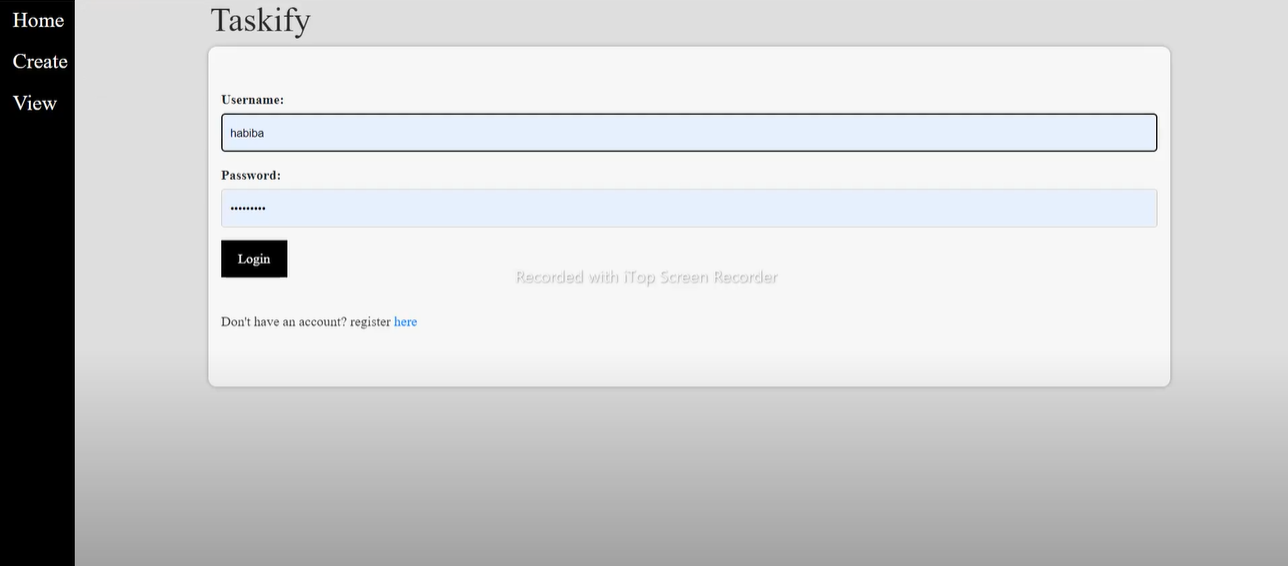 Home
Create
View
Taskify
Username:
habiba
Password:
•••••••••
Login
Recorded with iTop Screen Recorder
Don't have an account? register here